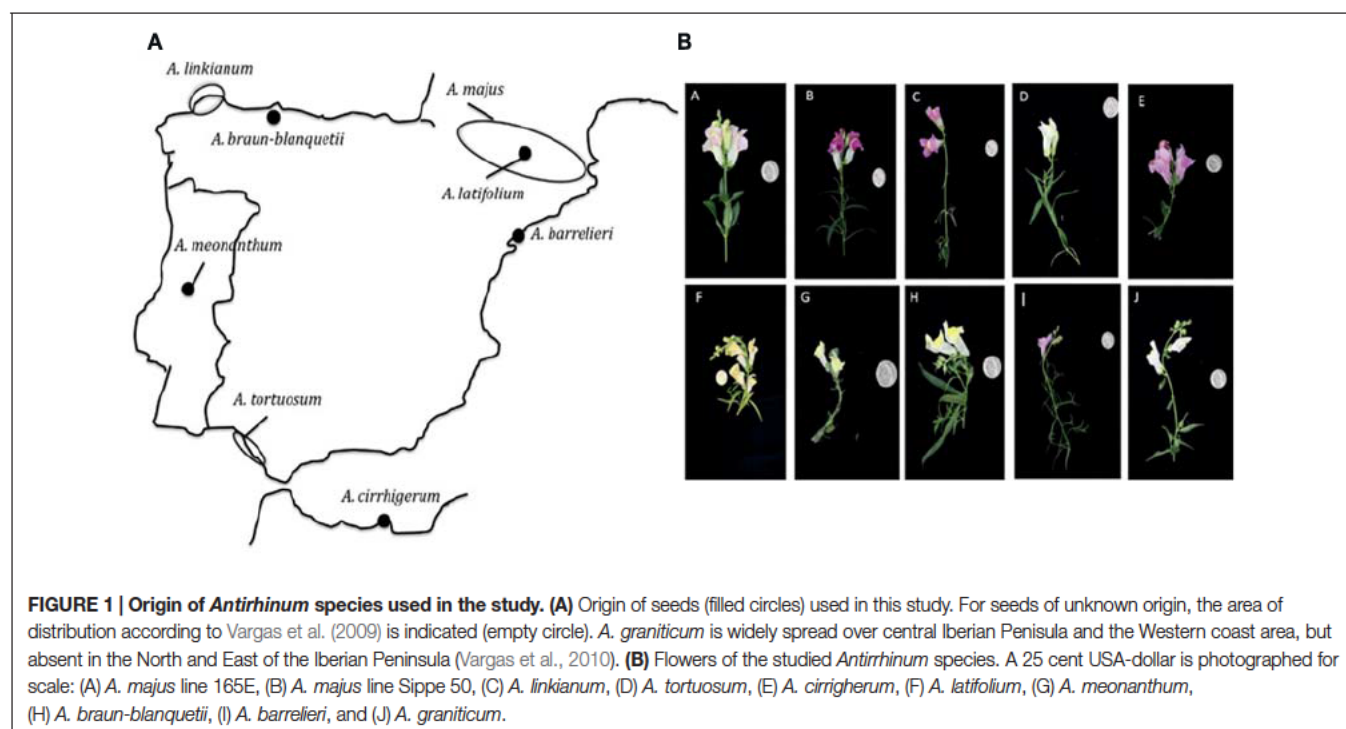 A
B
A. linkianum
A. majus
A. braun-blanquetii
A. latifolium
A. meonanthum
A. barrelieri
A. tortuosum
A. cirrhigerum
A
B
C
D
E
F
G
H
I
J
FIGURE 1 | Origin of Antirhinum species used in the study. (A) Origin of seeds (filled circles) used in this study. For seeds of unknown origin, the area of
distribution according to Vargas et al. (2009) is indicated (empty circle). A. graniticum is widely spread over central Iberian Penisula and the Western coast area, but
absent in the North and East of the Iberian Peninsula (Vargas et al., 2010). (B) Flowers of the studied Antirrhinum species. A 25 cent USA-dollar is photographed for
scale: (A) A. majus line 165E, (B) A. majus line Sippe 50, (C) A. linkianum, (D) A. tortuosum, (E) A. cirrigherum, (F) A. latifolium, (G) A. meonanthum,
(H) A. braun-blanquetii, (I) A. barrelieri, and (J) A. graniticum.